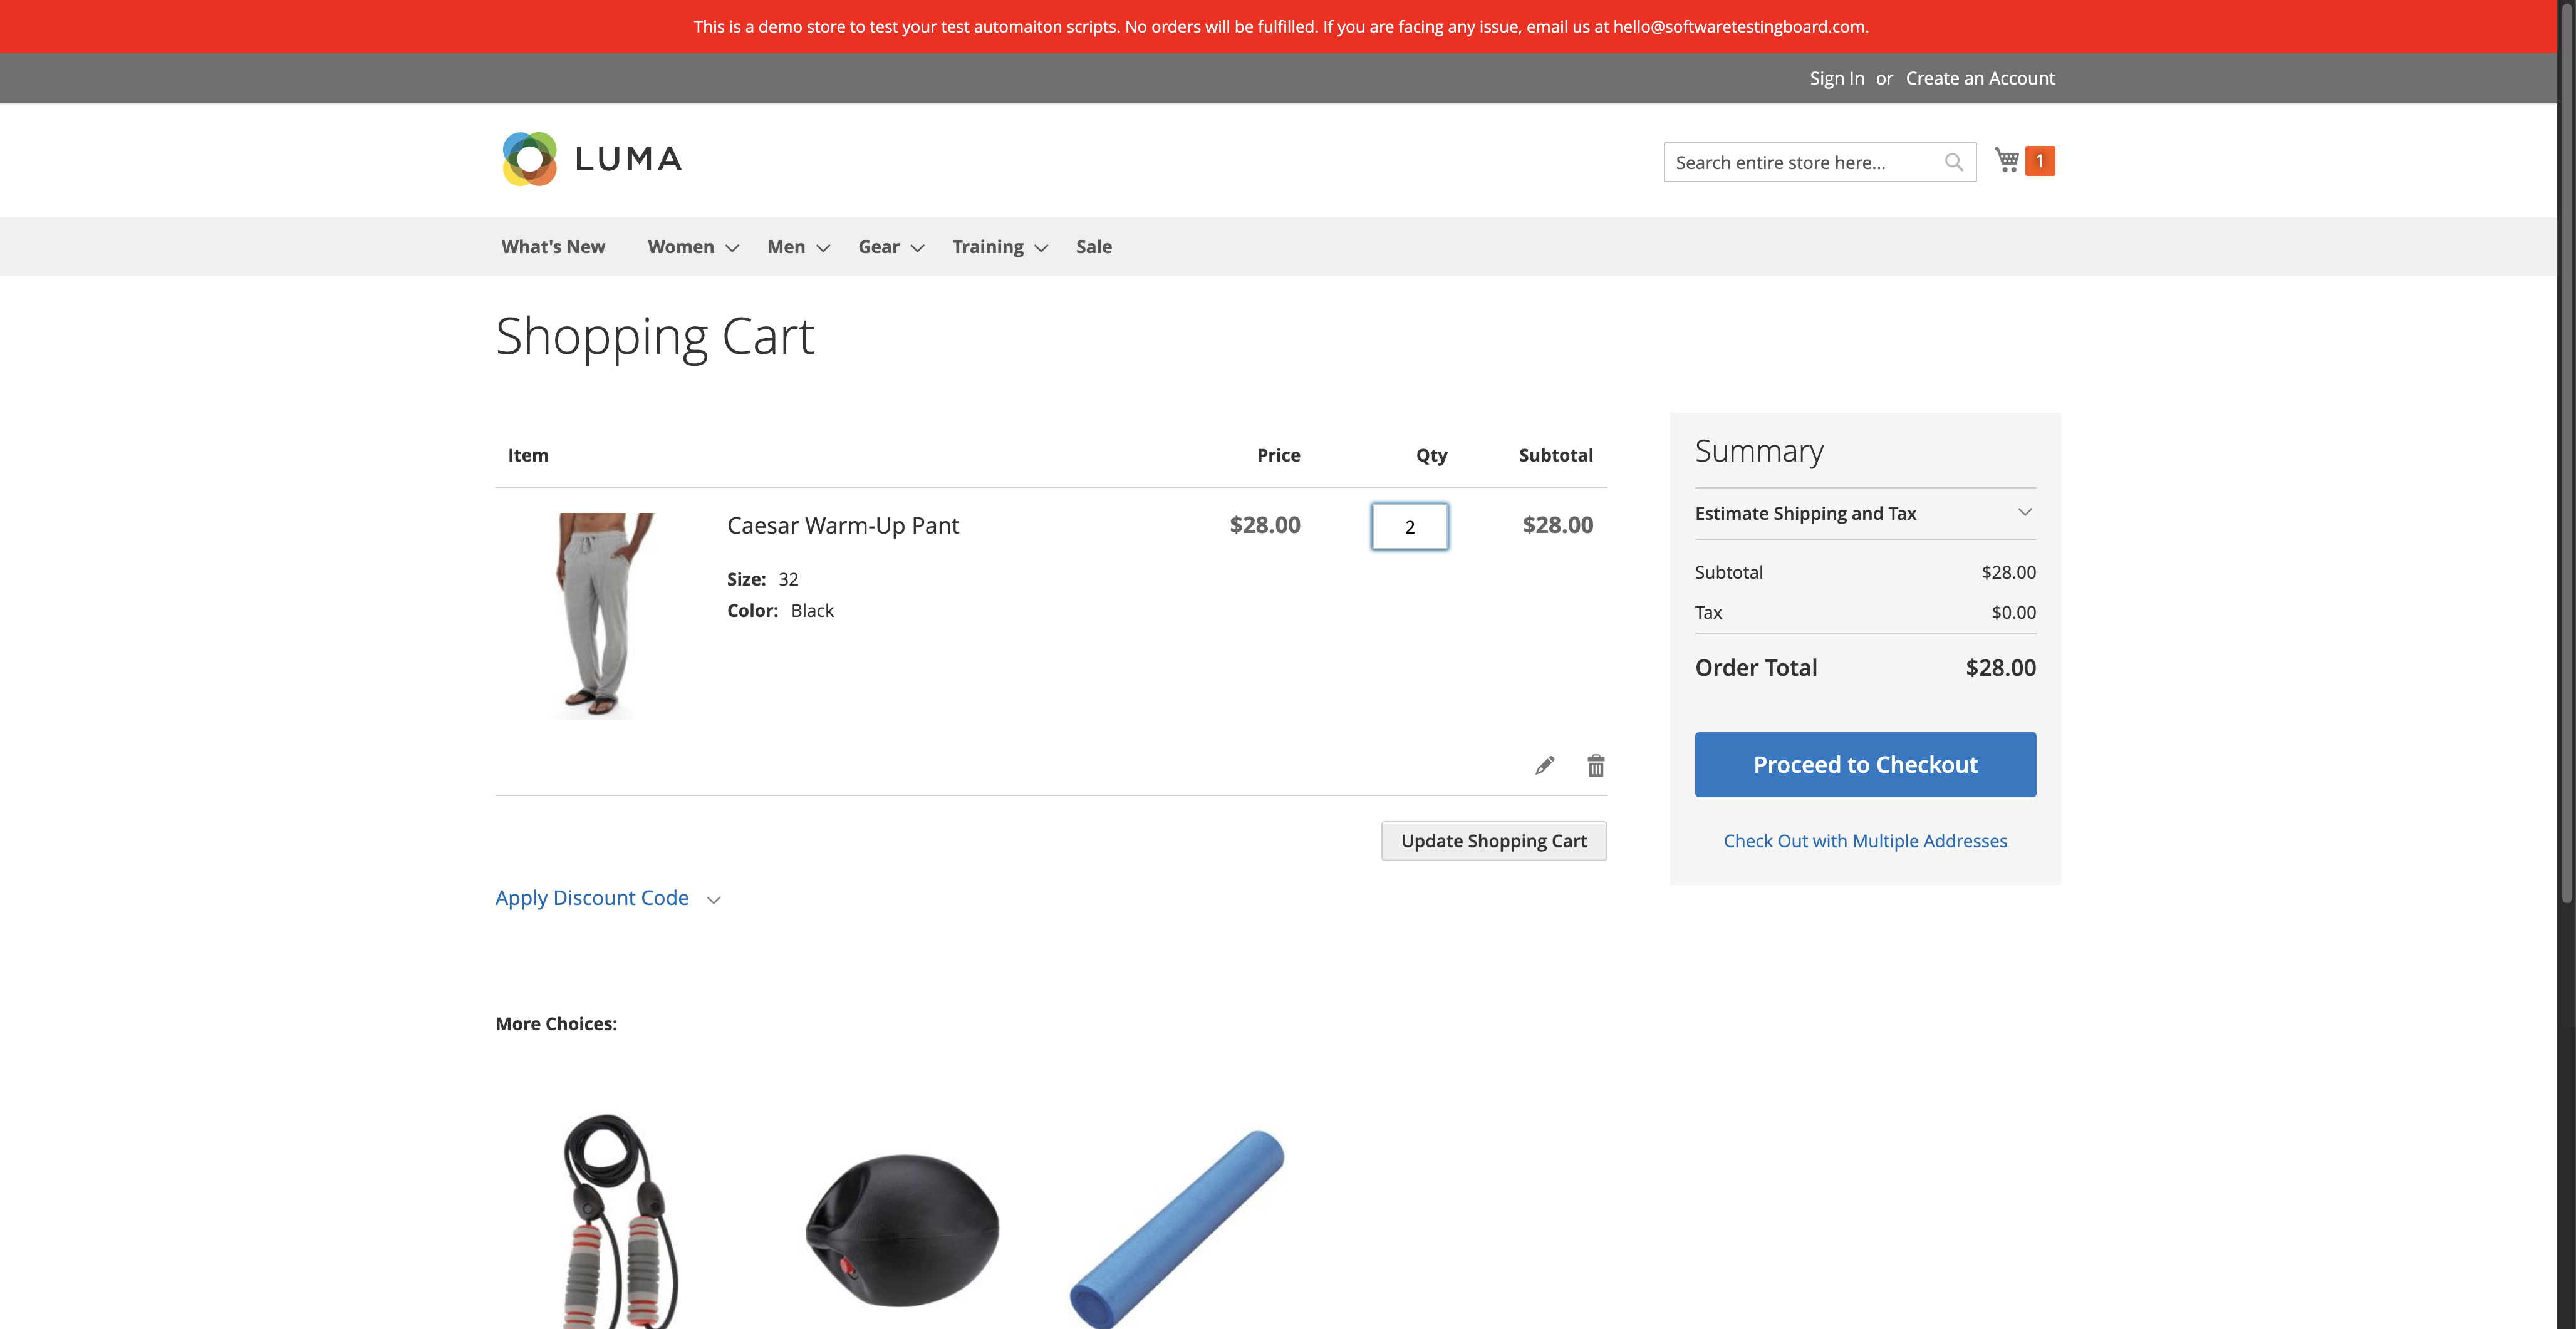 This is a demo store to test your test automaiton scripts. No orders will be fulfilled. If you are facing any issue, email us at hello@softwaretestingboard.com.
Sign In or Create an Account
LUMA
Search entire store here...
1
What's New Women Men Gear Training Sale
Shopping Cart
Item Price Qty Subtotal
Caesar Warm-Up Pant $28.00 2 $28.00
Size: 32
Color: Black
Update Shopping Cart
Apply Discount Code
Summary
Estimate Shipping and Tax
Subtotal $28.00
Tax $0.00
Order Total $28.00
Proceed to Checkout
Check Out with Multiple Addresses
More Choices: